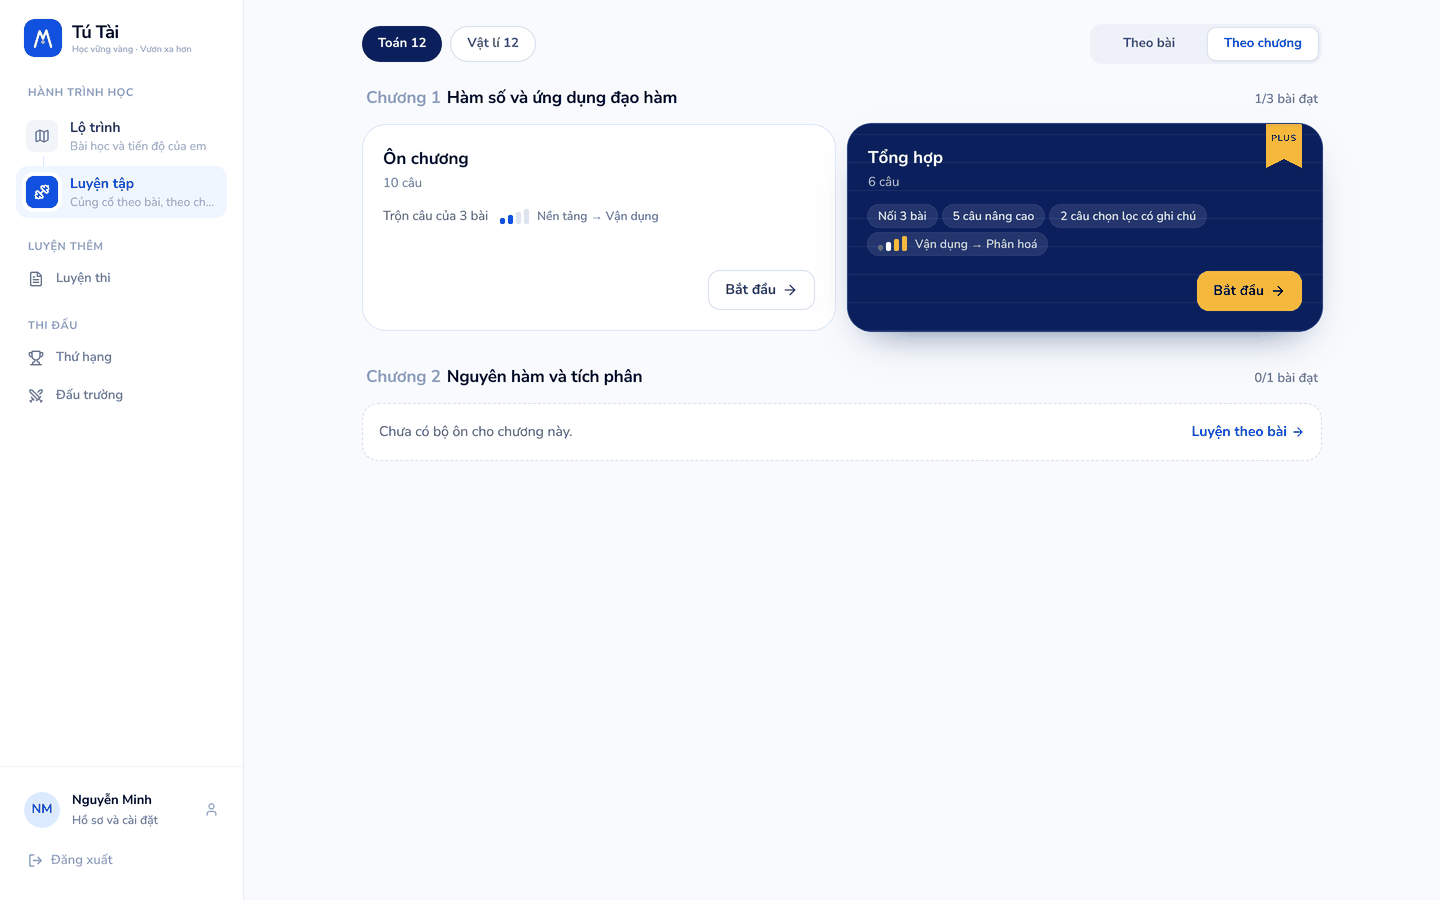 Tú Tài
Học vững vàng · Vươn xa hơn
HÀNH TRÌNH HỌC
Lộ trình
Bài học và tiến độ của em
Luyện tập
Củng cố theo bài, theo ch...
LUYỆN THÊM
Luyện thi
THI ĐẤU
Thứ hạng
Đấu trường
Nguyễn Minh
NM
Hồ sơ và cài đặt
Đăng xuất
Toán 12
Vật lí 12
Theo bài
Theo chương
Chương 1 Hàm số và ứng dụng đạo hàm
1/3 bài đạt
Ôn chương
10 câu
Trộn câu của 3 bài
Nền tảng → Vận dụng
Bắt đầu →
PLUS
Tổng hợp
6 câu
Nối 3 bài
5 câu nâng cao
2 câu chọn lọc có ghi chú
Vận dụng → Phân hoá
Bắt đầu →
Chương 2 Nguyên hàm và tích phân
0/1 bài đạt
Chưa có bộ ôn cho chương này.
Luyện theo bài →